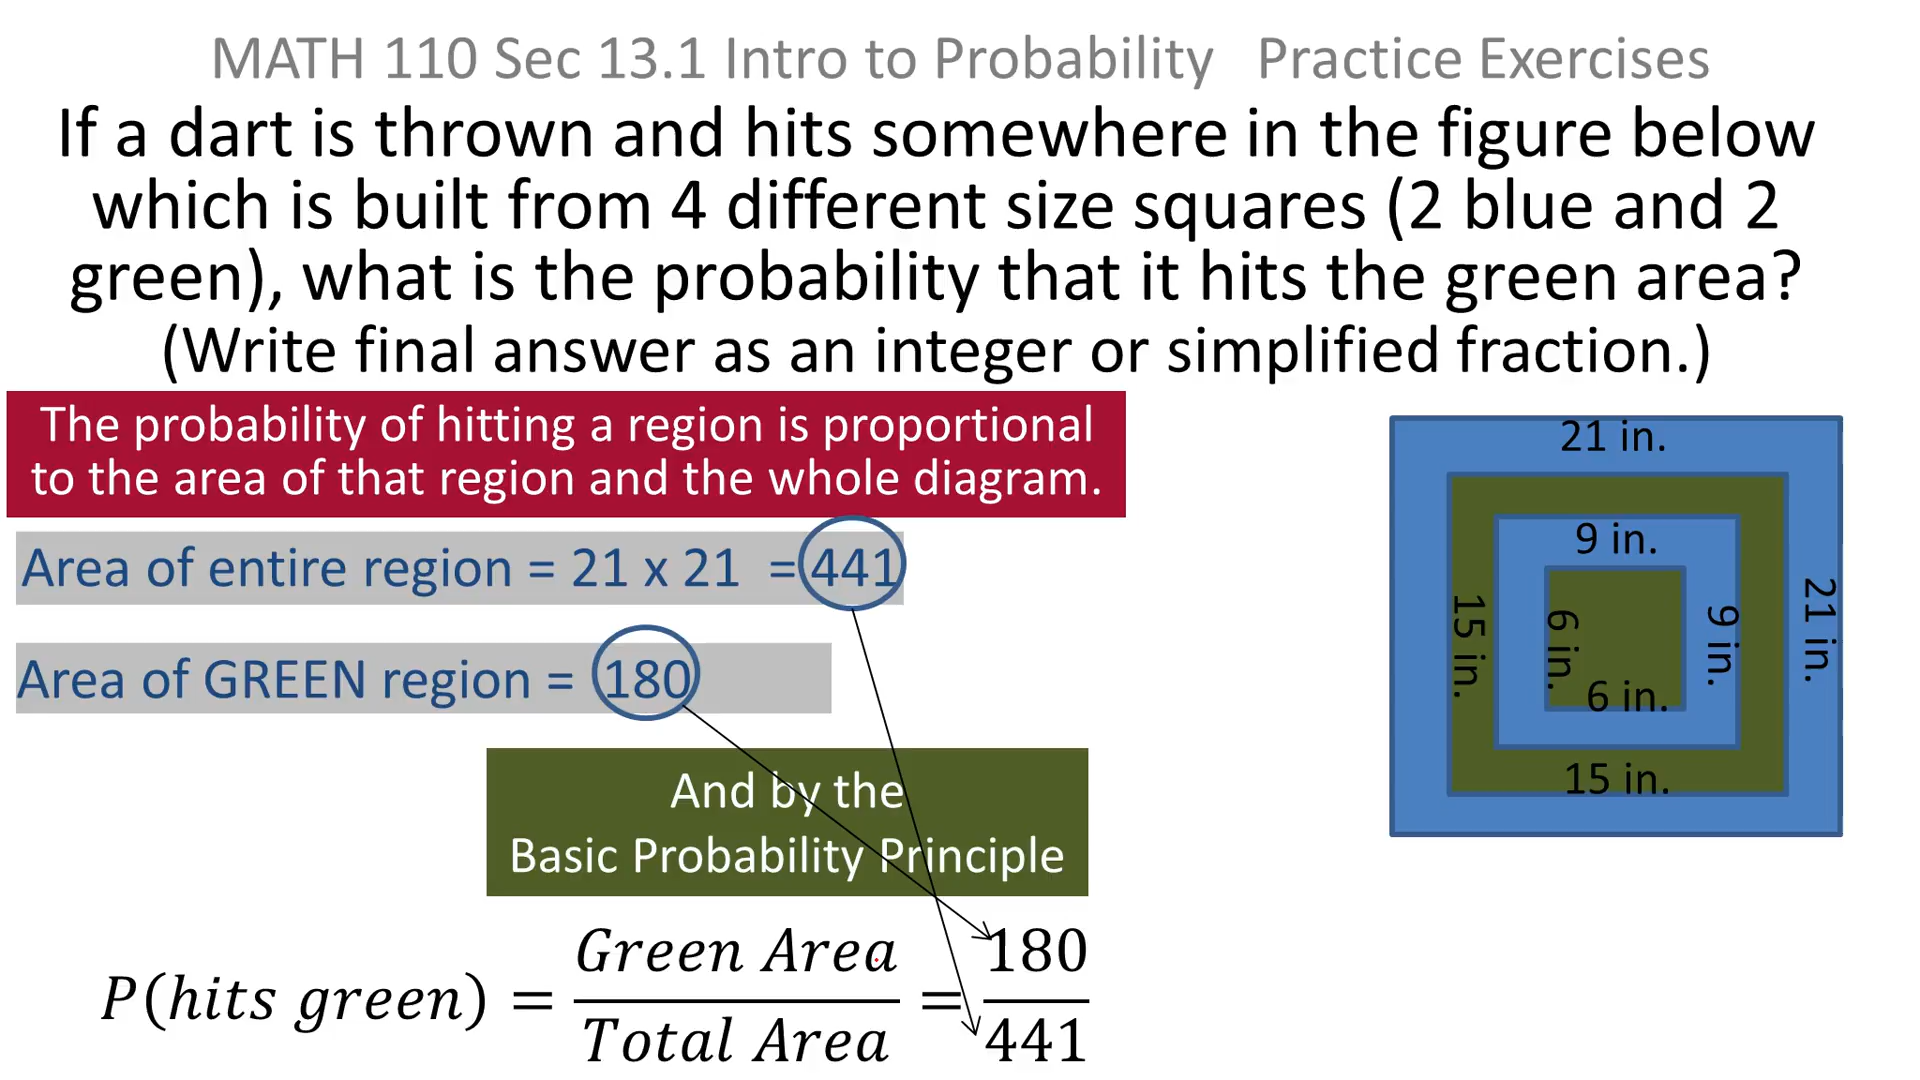 MATH 110 Sec 13.1 Intro to Probability Practice Exercises
If a dart is thrown and hits somewhere in the figure below
which is built from 4 different size squares (2 blue and 2
green), what is the probability that it hits the green area?
(Write final answer as an integer or simplified fraction.)
The probability of hitting a region is proportional
to the area of that region and the whole diagram.
Area of entire region = 21 x 21 = 441
Area of GREEN region = 180
And by the
Basic Probability Principle
P(hits green) = Green Area / Total Area = 180 / 441
21 in.
9 in.
15 in.
6 in.
9 in.
21 in.
6 in.
15 in.